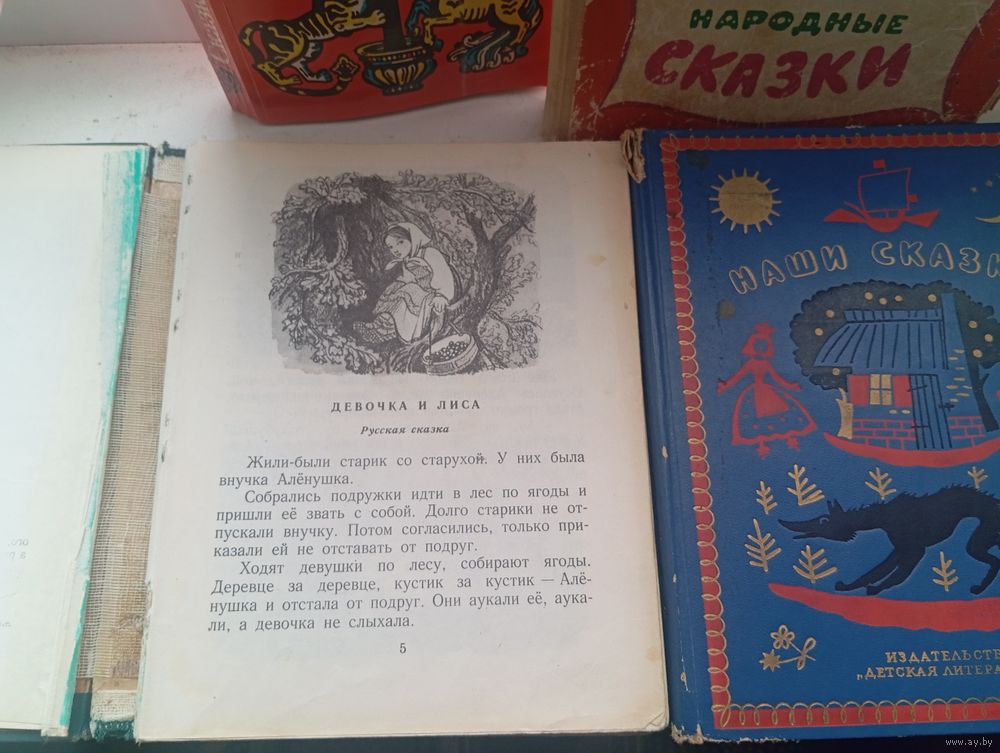 НАРОДНЫЕ
СКАЗКИ
НАШИ СКАЗК
ДЕВОЧКА И ЛИСА
Русская сказка
Жили-были старик со старухой. У них была
внучка Алёнушка.
Собрались подружки идти в лес по ягоды и
пришли её звать с собой. Долго старики не от-
пускали внучку. Потом согласились, только при-
казали ей не отставать от подруг.
Ходят девушки по лесу, собирают ягоды.
Деревце за деревце, кустик за кустик — Алё-
нушка и отстала от подруг. Они аукали её, аука-
ли, а девочка не слыхала.
5
ИЗДАТЕЛЬСТВ
„ДЕТСКАЯ ЛИТЕРА
www.ay.by